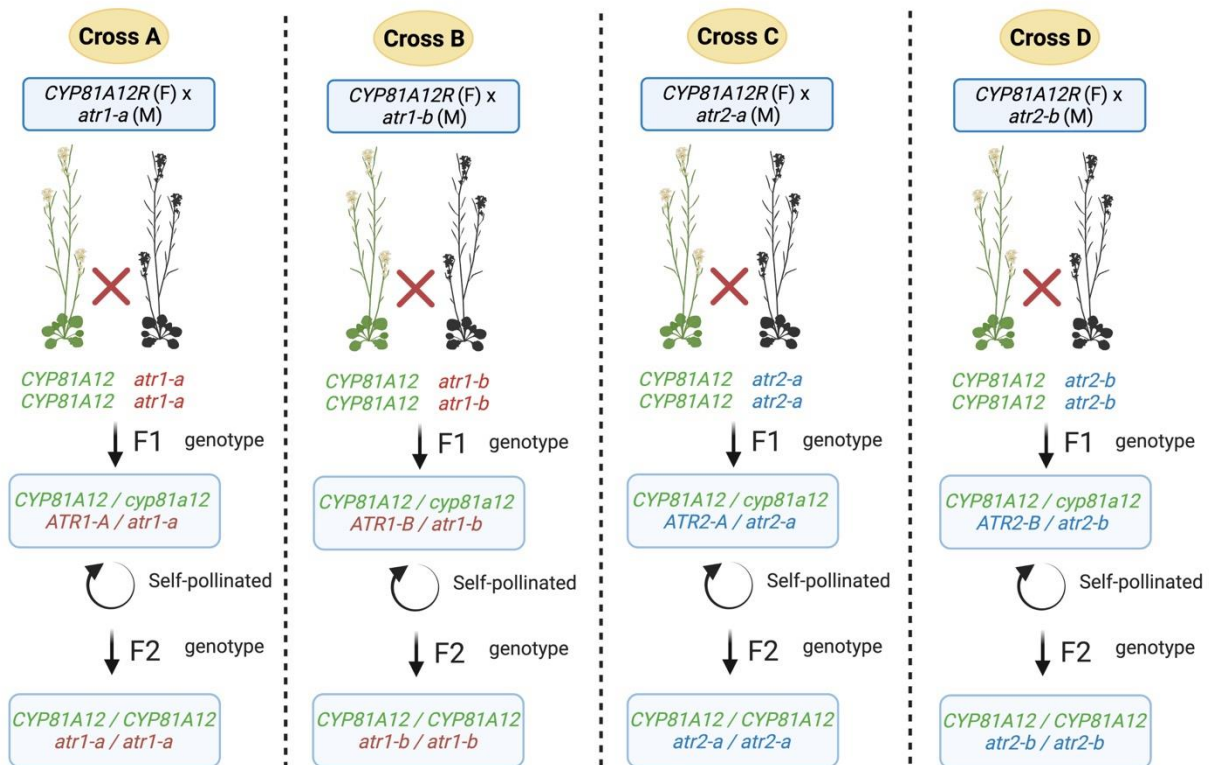 Cross A
CYP81A12R (F) x
atr1-a (M)
CYP81A12 atr1-a
CYP81A12 atr1-a
F1 genotype
CYP81A12 / cyp81a12
ATR1-A / atr1-a
Self-pollinated
F2 genotype
CYP81A12 / CYP81A12
atr1-a / atr1-a
Cross B
CYP81A12R (F) x
atr1-b (M)
CYP81A12 atr1-b
CYP81A12 atr1-b
F1 genotype
CYP81A12 / cyp81a12
ATR1-B / atr1-b
Self-pollinated
F2 genotype
CYP81A12 / CYP81A12
atr1-b / atr1-b
Cross C
CYP81A12R (F) x
atr2-a (M)
CYP81A12 atr2-a
CYP81A12 atr2-a
F1 genotype
CYP81A12 / cyp81a12
ATR2-A / atr2-a
Self-pollinated
F2 genotype
CYP81A12 / CYP81A12
atr2-a / atr2-a
Cross D
CYP81A12R (F) x
atr2-b (M)
CYP81A12 atr2-b
CYP81A12 atr2-b
F1 genotype
CYP81A12 / cyp81a12
ATR2-B / atr2-b
Self-pollinated
F2 genotype
CYP81A12 / CYP81A12
atr2-b / atr2-b